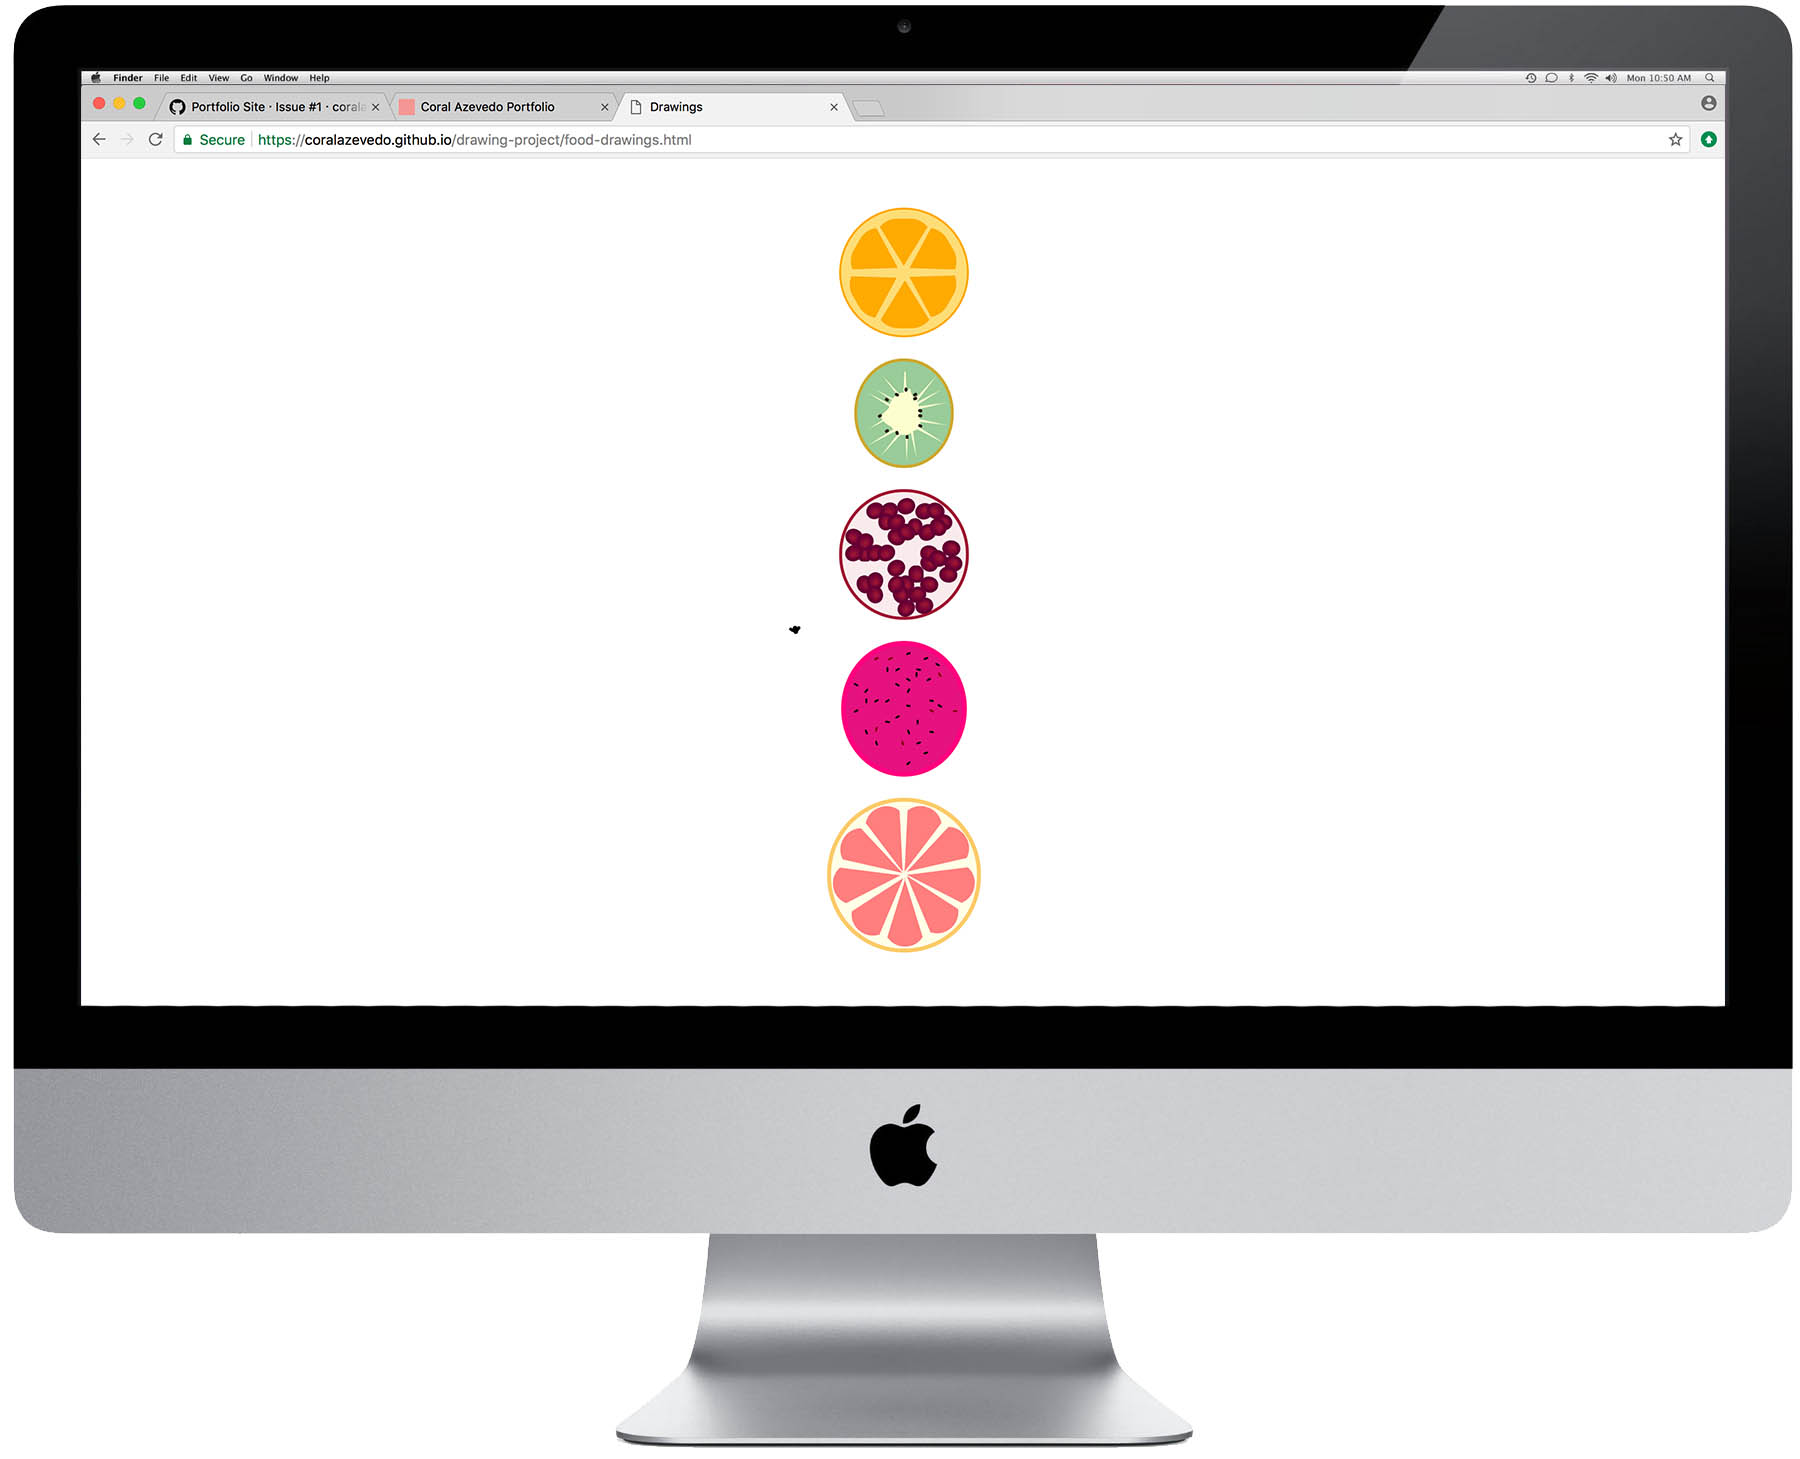 Finder File Edit View Go Window Help Mon 10:50 AM
Portfolio Site · Issue #1 · corala Coral Azevedo Portfolio Drawings
Secure https://coralazevedo.github.io/drawing-project/food-drawings.html